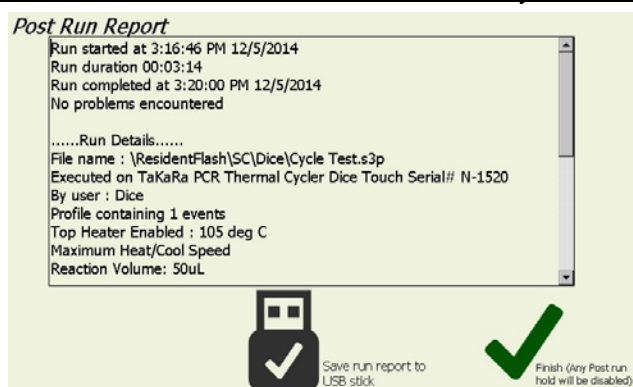 Post Run Report
Run started at 3:16:46 PM 12/5/2014
Run duration 00:03:14
Run completed at 3:20:00 PM 12/5/2014
No problems encountered
......Run Details......
File name : \ResidentFlash\SC\Dice\Cycle Test.s3p
Executed on TaKaRa PCR Thermal Cycler Dice Touch Serial# N-1520
By user : Dice
Profile containing 1 events
Top Heater Enabled : 105 deg C
Maximum Heat/Cool Speed
Reaction Volume: 50uL
Save run report to
USB stick
Finish (Any Post run
hold will be disabled)